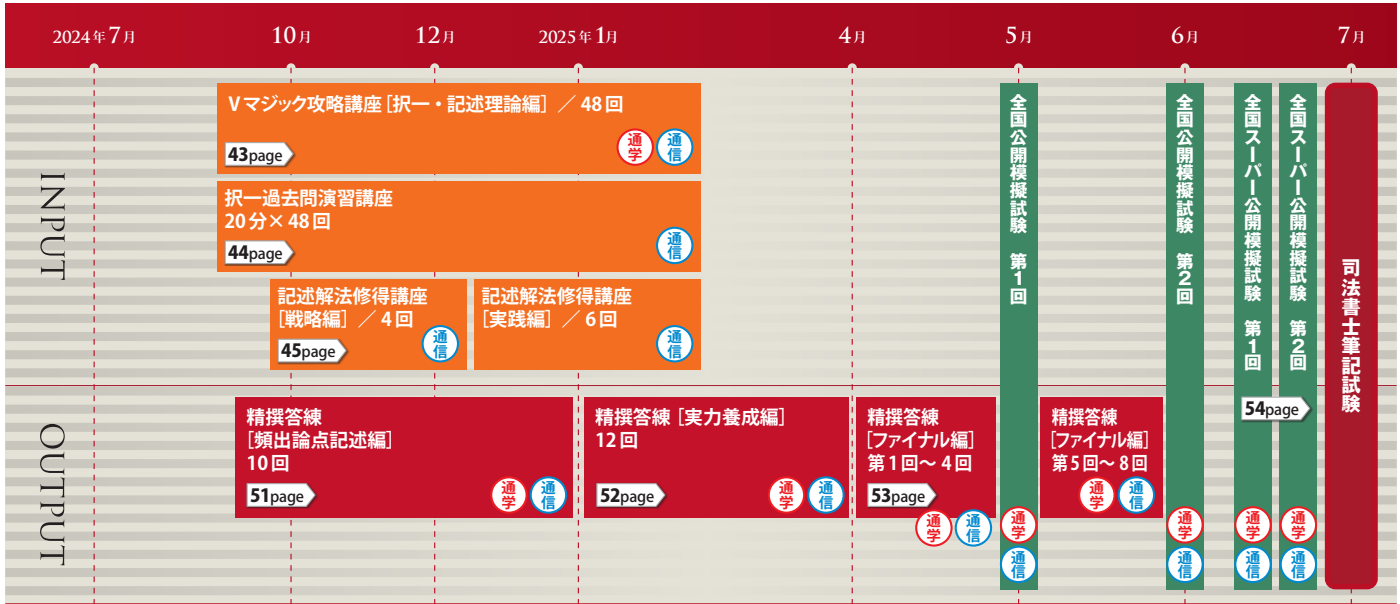 2024年7月
10月
12月
2025年1月
4月
5月
6月
7月
INPUT
Vマジック攻略講座［択一・記述理論編］ ／ 48回
43page
通学
通信
択一過去問演習講座
20分×48回
44page
通信
記述解法修得講座
［戦略編］ ／ 4回
45page
通信
記述解法修得講座
［実践編］ ／ 6回
通信
OUTPUT
精撰答練
［頻出論点記述編］
10回
51page
通学
通信
精撰答練［実力養成編］
12回
52page
通学
通信
精撰答練
［ファイナル編］
第1回～4回
53page
通学
通信
全国公開模擬試験 第1回
通学
通信
精撰答練
［ファイナル編］
第5回～8回
通学
通信
全国公開模擬試験 第2回
通学
通信
全国スーパー公開模擬試験 第1回
通学
通信
全国スーパー公開模擬試験 第2回
54page
通学
通信
司法書士筆記試験